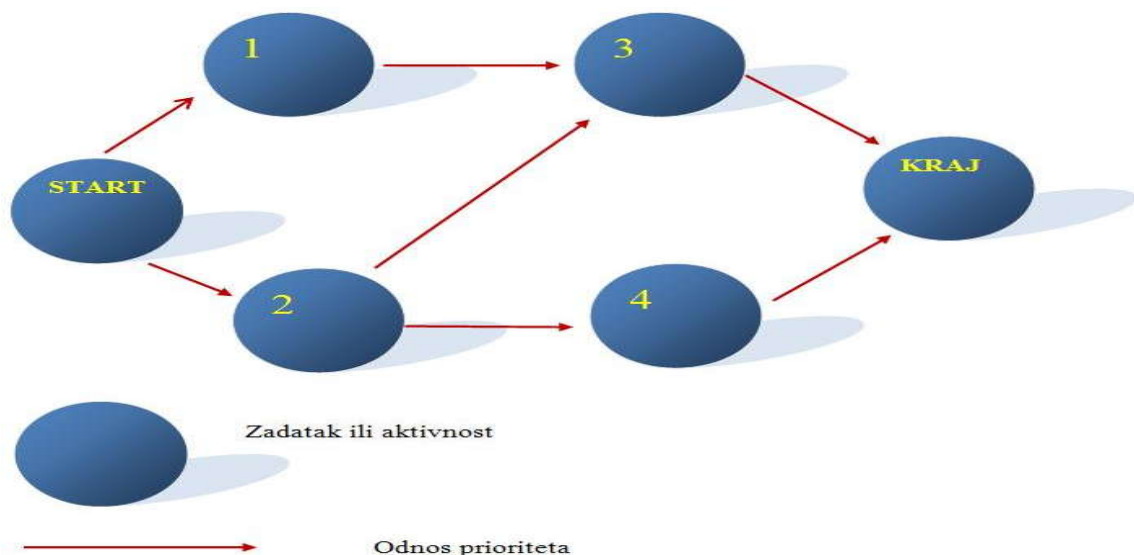 1
3
START
KRAJ
2
4
Zadatak ili aktivnost
Odnos prioriteta